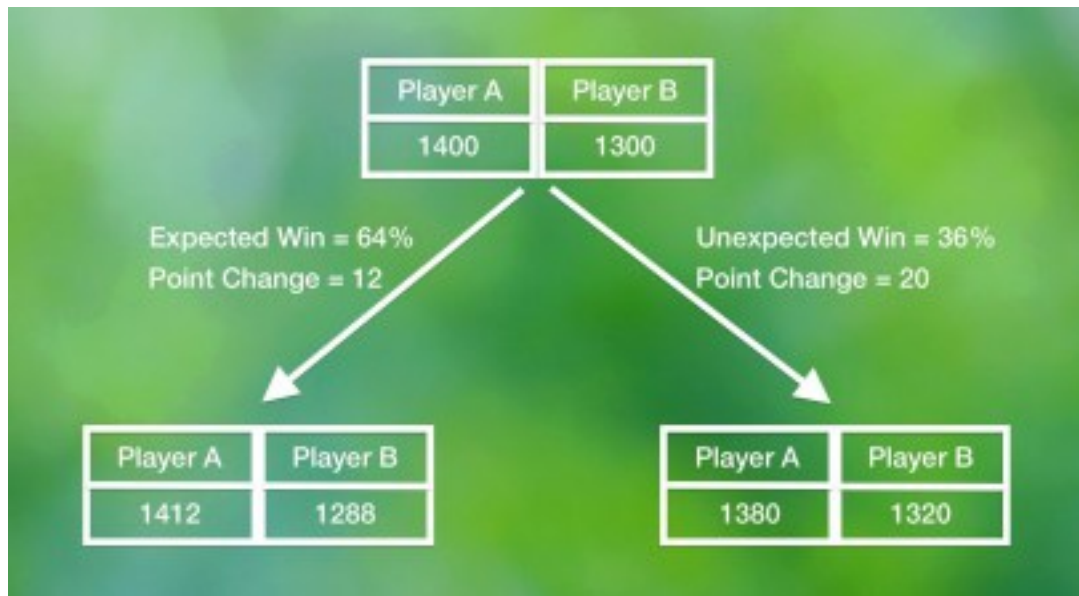 Player A Player B
1400 1300
Expected Win = 64%
Point Change = 12
Unexpected Win = 36%
Point Change = 20
Player A Player B
1412 1288
Player A Player B
1380 1320